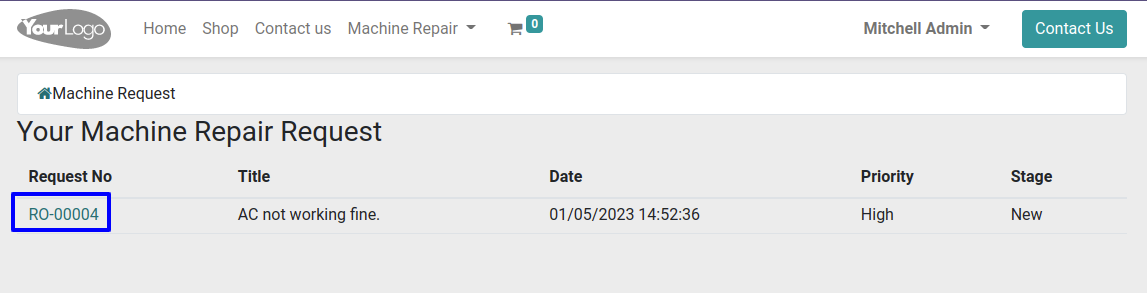 YourLogo Home Shop Contact us Machine Repair 0 Mitchell Admin Contact Us
Machine Request
Your Machine Repair Request
Request No Title Date Priority Stage
RO-00004 AC not working fine. 01/05/2023 14:52:36 High New